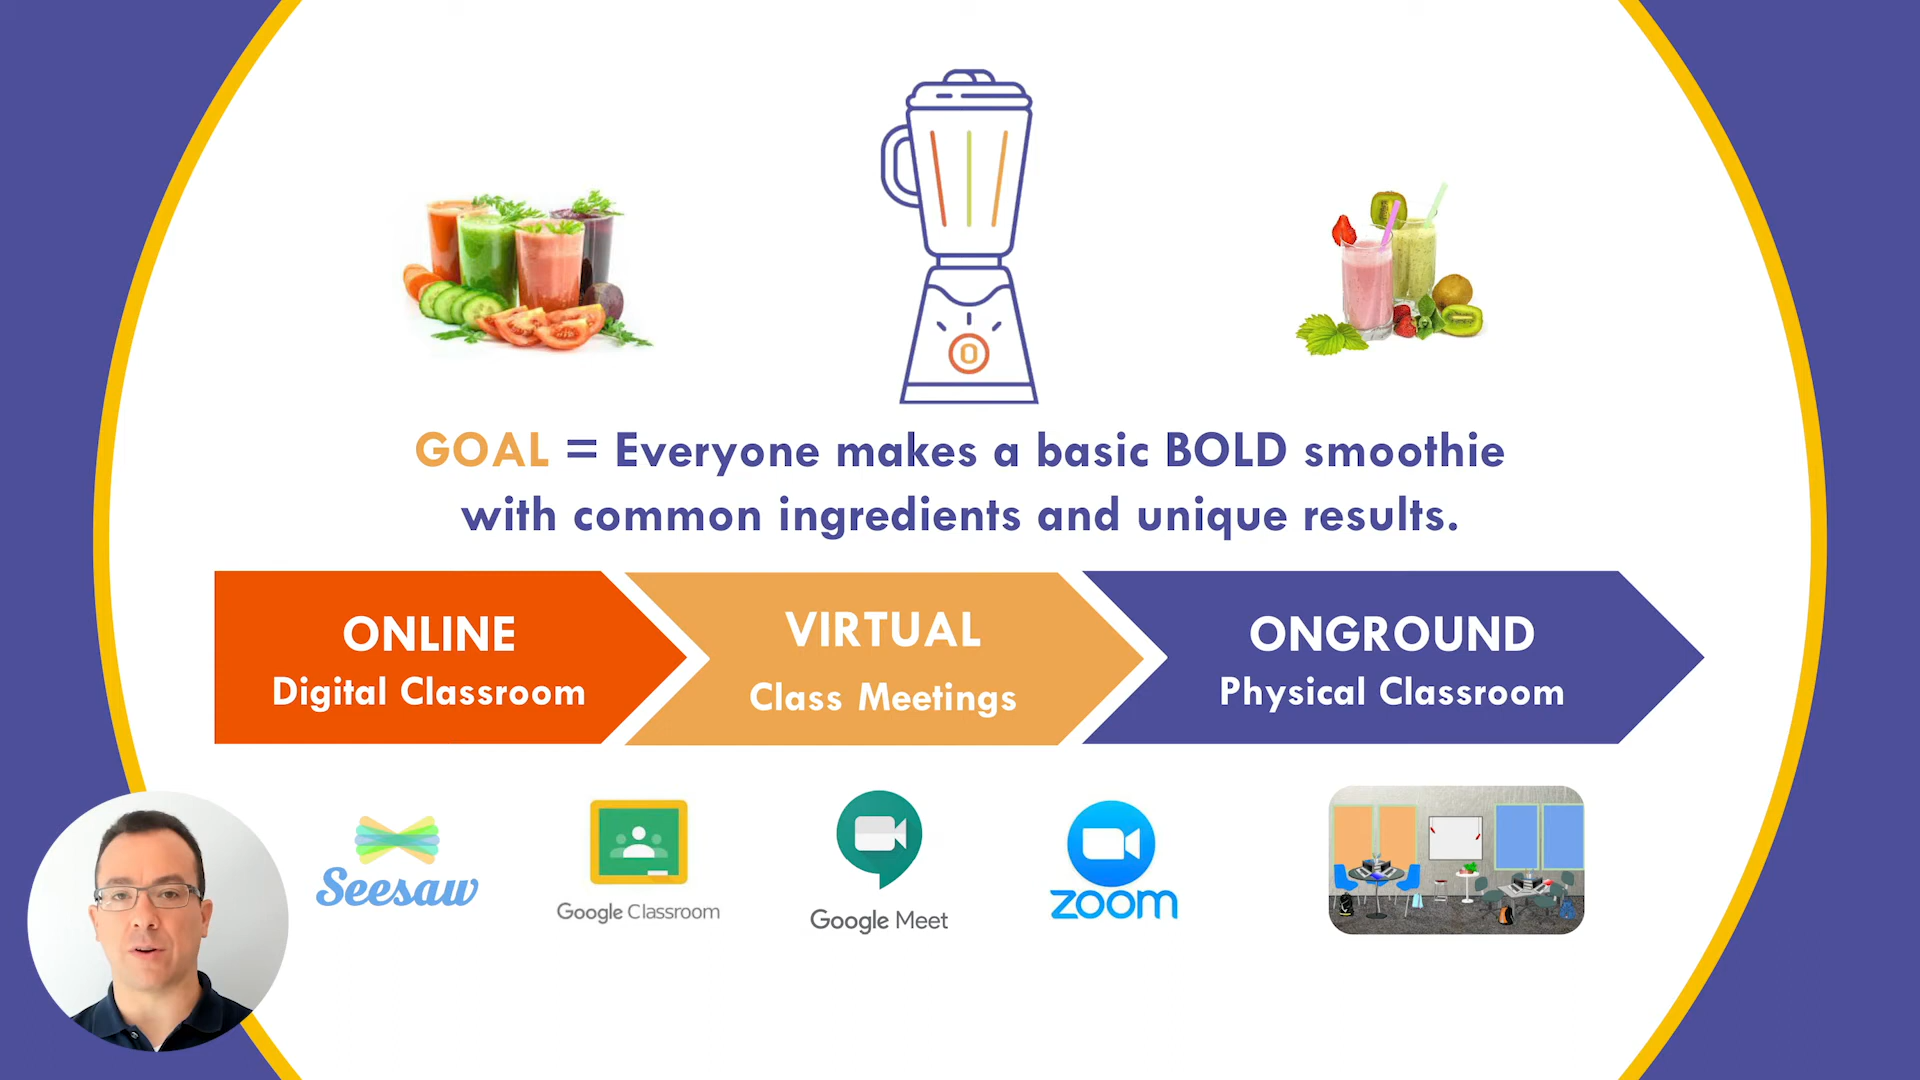 GOAL = Everyone makes a basic BOLD smoothie
with common ingredients and unique results.
ONLINE
Digital Classroom
VIRTUAL
Class Meetings
ONGROUND
Physical Classroom
Seesaw
Google Classroom
Google Meet
zoom